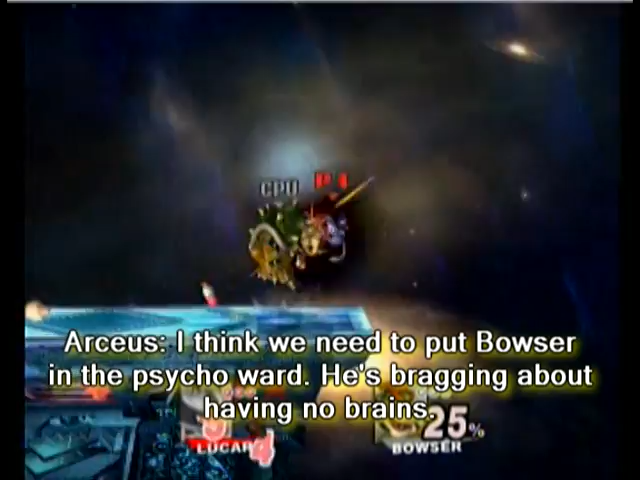 CPU P1
Arceus: I think we need to put Bowser
in the psycho ward. He's bragging about
having no brains.
25%
LUCARIO
BOWSER